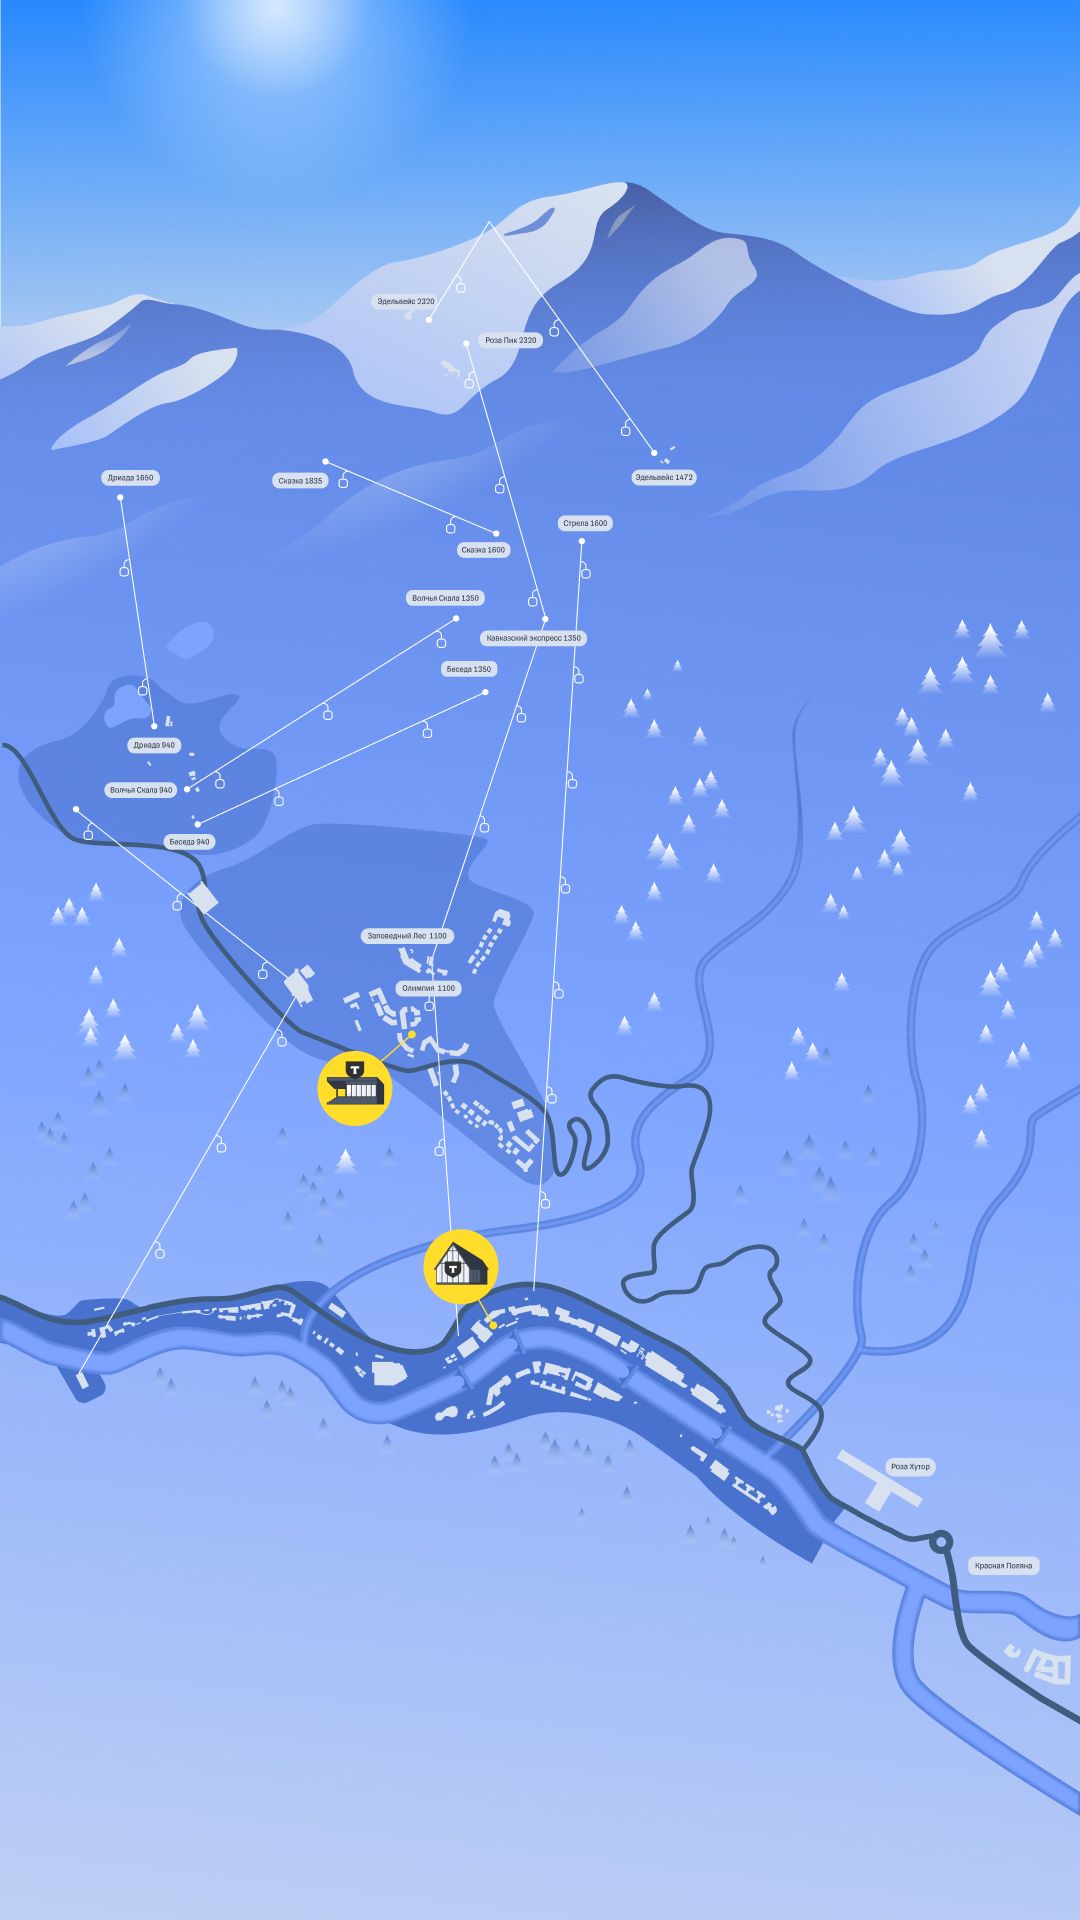 Эдельвейс 2320
Роза Пик 2320
Дриада 1650
Сказка 1835
Эдельвейс 1472
Стрела 1600
Сказка 1600
Волчья Скала 1350
Кавказский экспресс 1350
Беседа 1350
Дриада 940
Волчья Скала 940
Беседа 940
Заповедный Лес 1100
Олимпия 1100
Т
Т
Роза Хутор
Красная Поляна